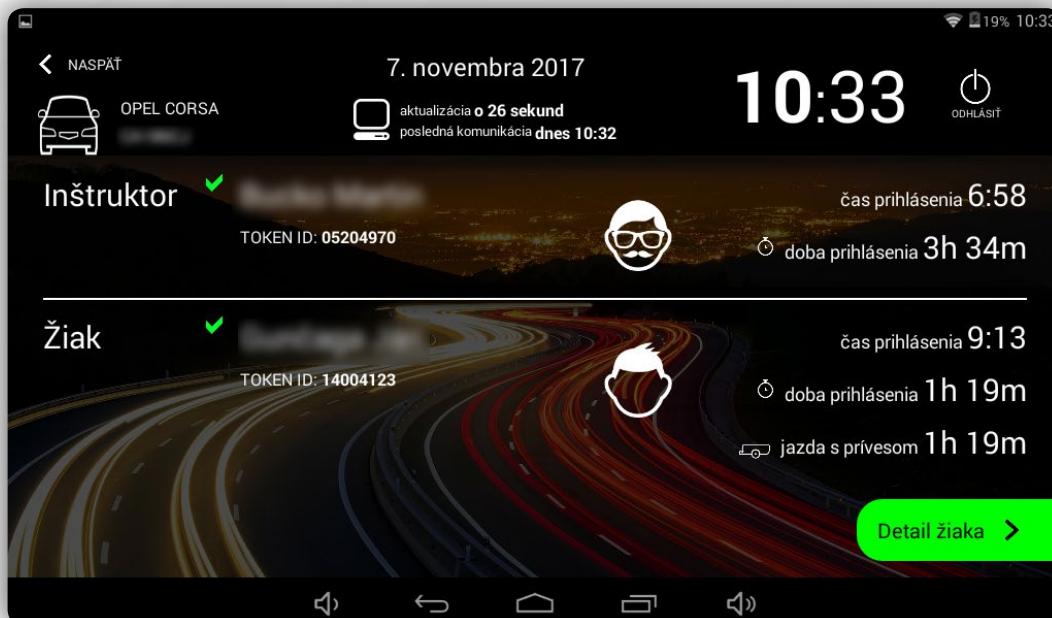 19% 10:33
NASPÄŤ
7. novembra 2017
10:33
OPEL CORSA
aktualizácia o 26 sekund
posledná komunikácia dnes 10:32
ODHLÁSIŤ
Inštruktor
čas prihlásenia 6:58
TOKEN ID: 05204970
doba prihlásenia 3h 34m
Žiak
čas prihlásenia 9:13
TOKEN ID: 14004123
doba prihlásenia 1h 19m
jazda s prívesom 1h 19m
Detail žiaka